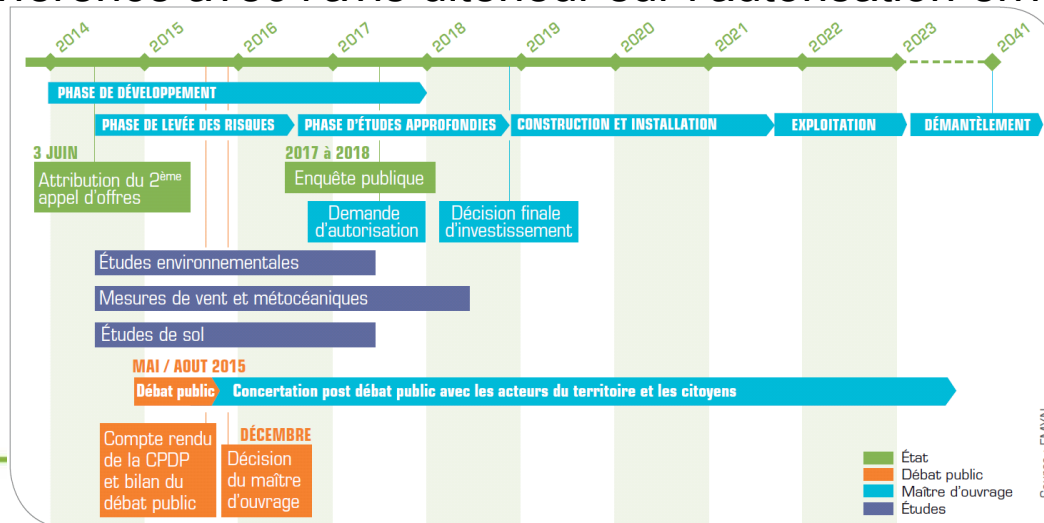 2014 2015 2016 2017 2018 2019 2020 2021 2022 2023 2041
PHASE DE DÉVELOPPEMENT
PHASE DE LEVÉE DES RISQUES
PHASE D'ÉTUDES APPROFONDIES
CONSTRUCTION ET INSTALLATION
EXPLOITATION
DÉMANTÈLEMENT
3 JUIN
Attribution du 2ème
appel d'offres
2017 à 2018
Enquête publique
Demande
d'autorisation
Décision finale
d'investissement
Études environnementales
Mesures de vent et métocéaniques
Études de sol
MAI / AOUT 2015
Débat public
Concertation post débat public avec les acteurs du territoire et les citoyens
Compte rendu
de la CPDP
et bilan du
débat public
DÉCEMBRE
Décision
du maître
d'ouvrage
État
Débat public
Maître d'ouvrage
Études